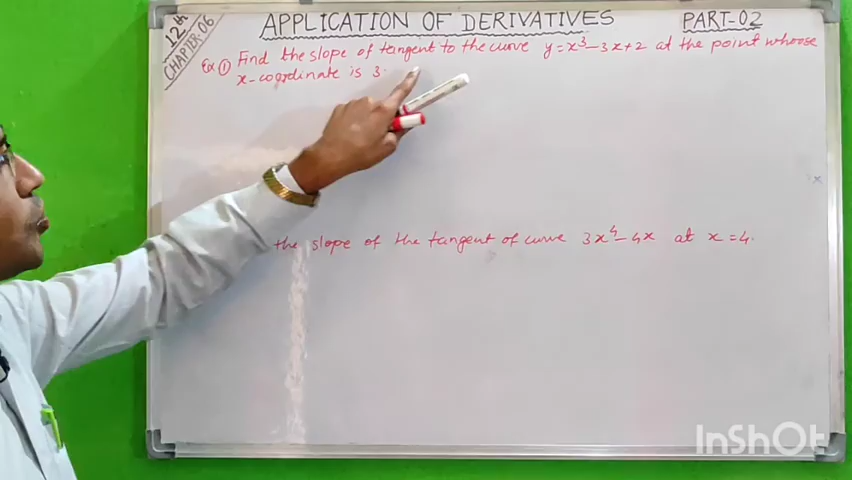 12th
CHAPTER-06
APPLICATION OF DERIVATIVES
PART-02
Ex ① Find the slope of tangent to the curve y = x³ - 3x + 2 at the point whoose
x-coordinate is 3.
the slope of the tangent of curve 3x⁴ - 4x at x = 4.
InShOt